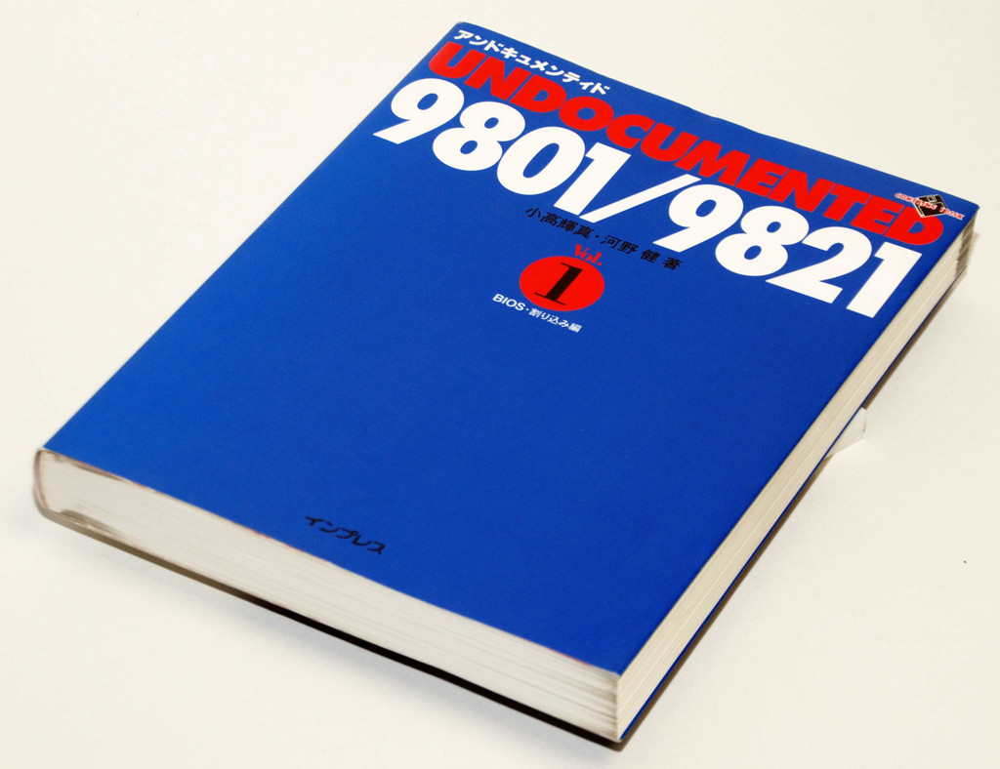 アンドキュメンティド
UNDOCUMENTED
9801/9821
小高輝真・河野 健 著
Vol.
1
BIOS・割り込み編
インプレス